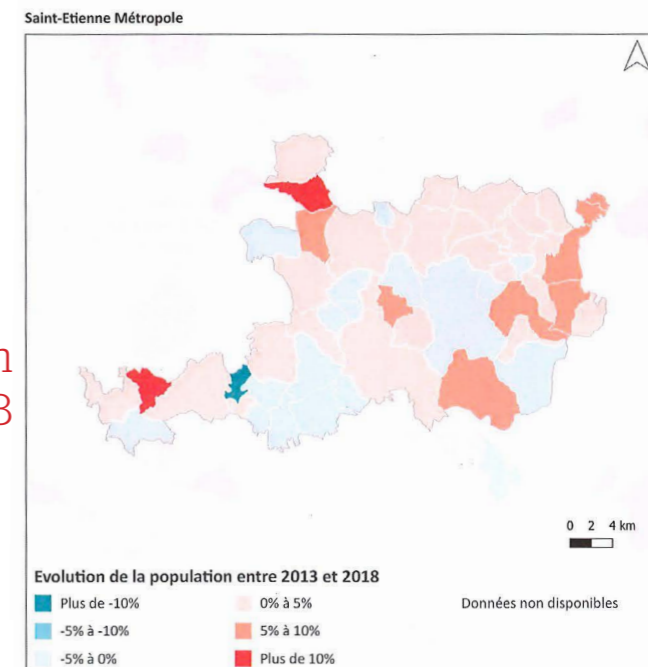 Saint-Etienne Métropole
n
8
0 2 4 km
Evolution de la population entre 2013 et 2018
Plus de -10%
-5% à -10%
-5% à 0%
0% à 5%
5% à 10%
Plus de 10%
Données non disponibles